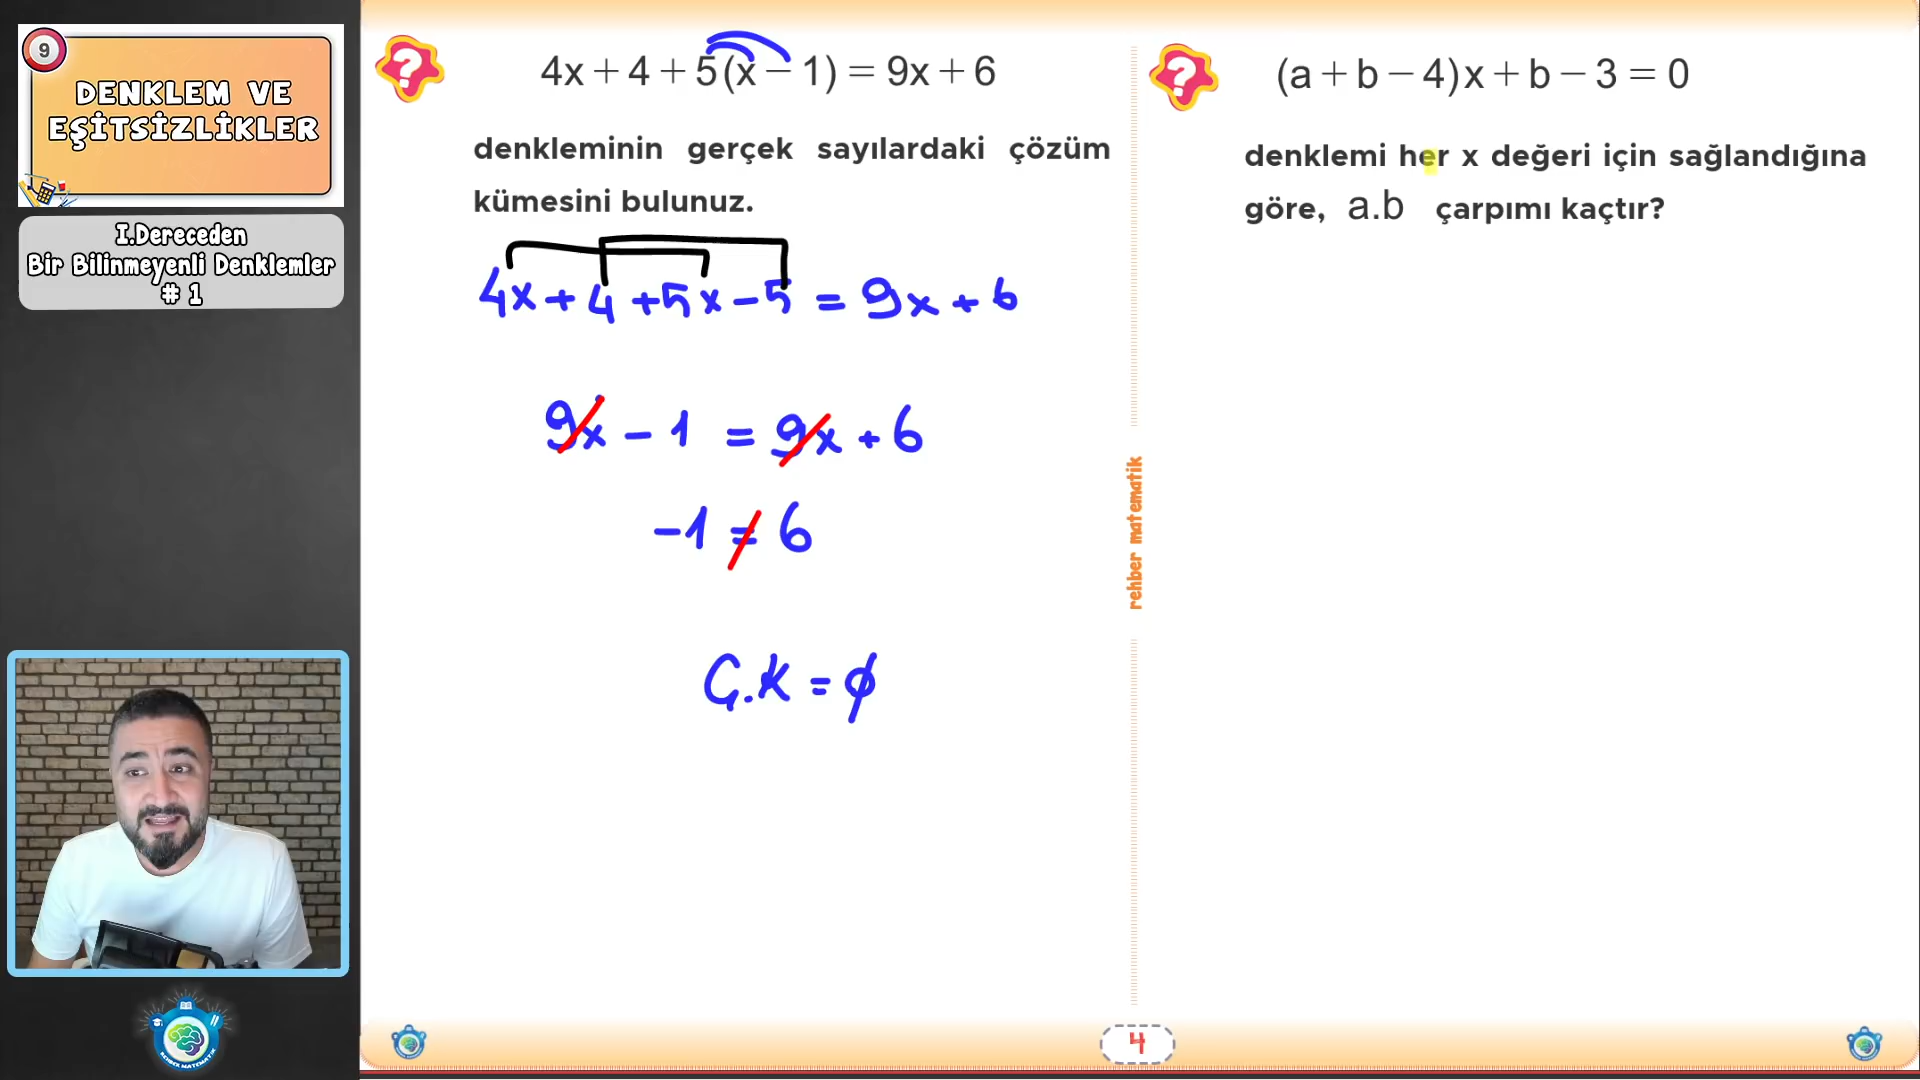 9
DENKLEM VE
EŞİTSİZLİKLER
I.Dereceden
Bir Bilinmeyenli Denklemler
# 1
4x + 4 + 5(x − 1) = 9x + 6
denkleminin gerçek sayılardaki çözüm
kümesini bulunuz.
4x + 4 + 5x − 5 = 9x + 6
9x − 1 = 9x + 6
−1 ≠ 6
Ç.K = ϕ
rehber matematik
(a + b − 4)x + b − 3 = 0
denklemi her x değeri için sağlandığına
göre, a.b çarpımı kaçtır?
REHBER MATEMATİK
4